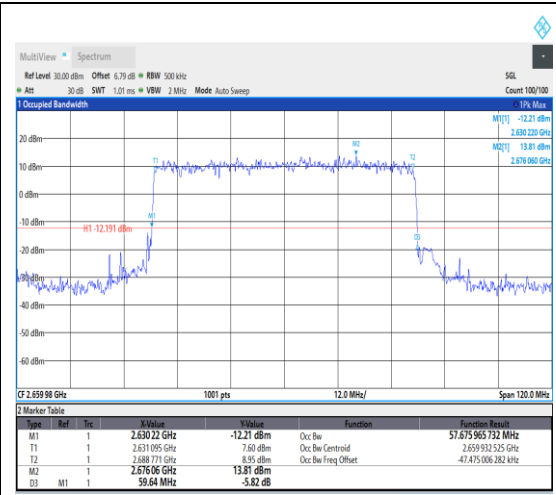 MultiView Spectrum
Ref Level 30.00 dBm Offset 6.79 dB RBW 500 kHz SGL
Att 30 dB SWT 1.01 ms VBW 2 MHz Mode Auto Sweep Count 100/100
1 Occupied Bandwidth 1Pk Max
M1[1] -12.21 dBm
2.630 220 GHz
M2[1] 13.81 dBm
2.676 060 GHz
20 dBm
M2
T1 T2
10 dBm
0 dBm
M1
-10 dBm
H1 -12.191 dBm
D3
-20 dBm
-30 dBm
-40 dBm
-50 dBm
-60 dBm
CF 2.659 98 GHz 1001 pts 12.0 MHz/ Span 120.0 MHz
2 Marker Table
Type Ref Trc X-Value Y-Value Function Function Result
M1 1 2.630 22 GHz -12.21 dBm Occ Bw 57.675 965 732 MHz
T1 1 2.631 095 GHz 7.60 dBm Occ Bw Centroid 2.659 932 525 GHz
T2 1 2.688 771 GHz 8.95 dBm Occ Bw Freq Offset -47.475 006 282 kHz
M2 1 2.676 06 GHz 13.81 dBm
D3 M1 1 59.64 MHz -5.82 dB